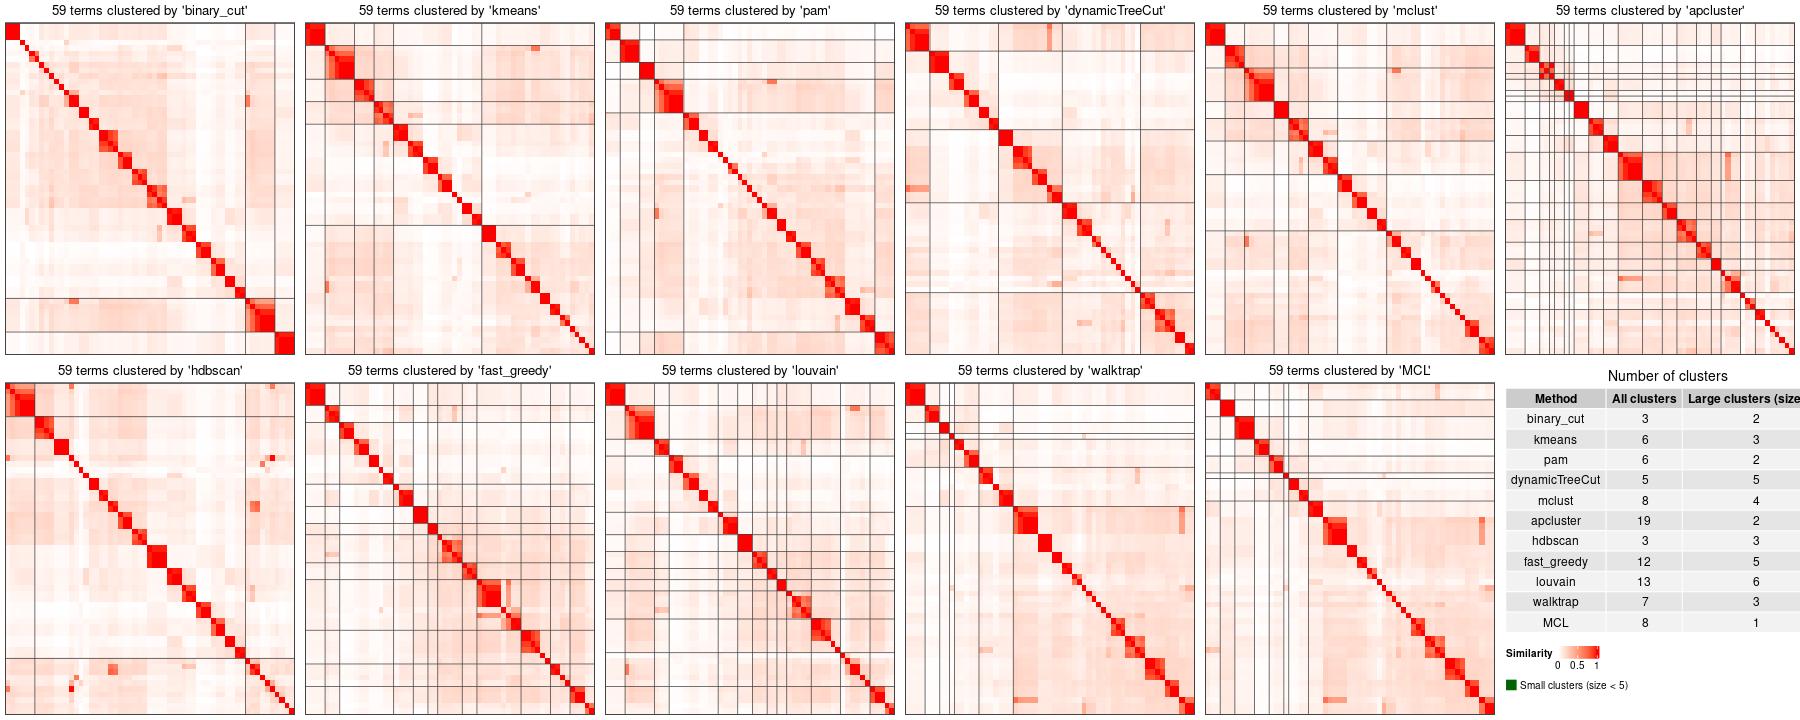 59 terms clustered by 'binary_cut'
59 terms clustered by 'kmeans'
59 terms clustered by 'pam'
59 terms clustered by 'dynamicTreeCut'
59 terms clustered by 'mclust'
59 terms clustered by 'apcluster'
59 terms clustered by 'hdbscan'
59 terms clustered by 'fast_greedy'
59 terms clustered by 'louvain'
59 terms clustered by 'walktrap'
59 terms clustered by 'MCL'
Number of clusters
Method All clusters Large clusters (size
binary_cut 3 2
kmeans 6 3
pam 6 2
dynamicTreeCut 5 5
mclust 8 4
apcluster 19 2
hdbscan 3 3
fast_greedy 12 5
louvain 13 6
walktrap 7 3
MCL 8 1
Similarity
0 0.5 1
Small clusters (size < 5)